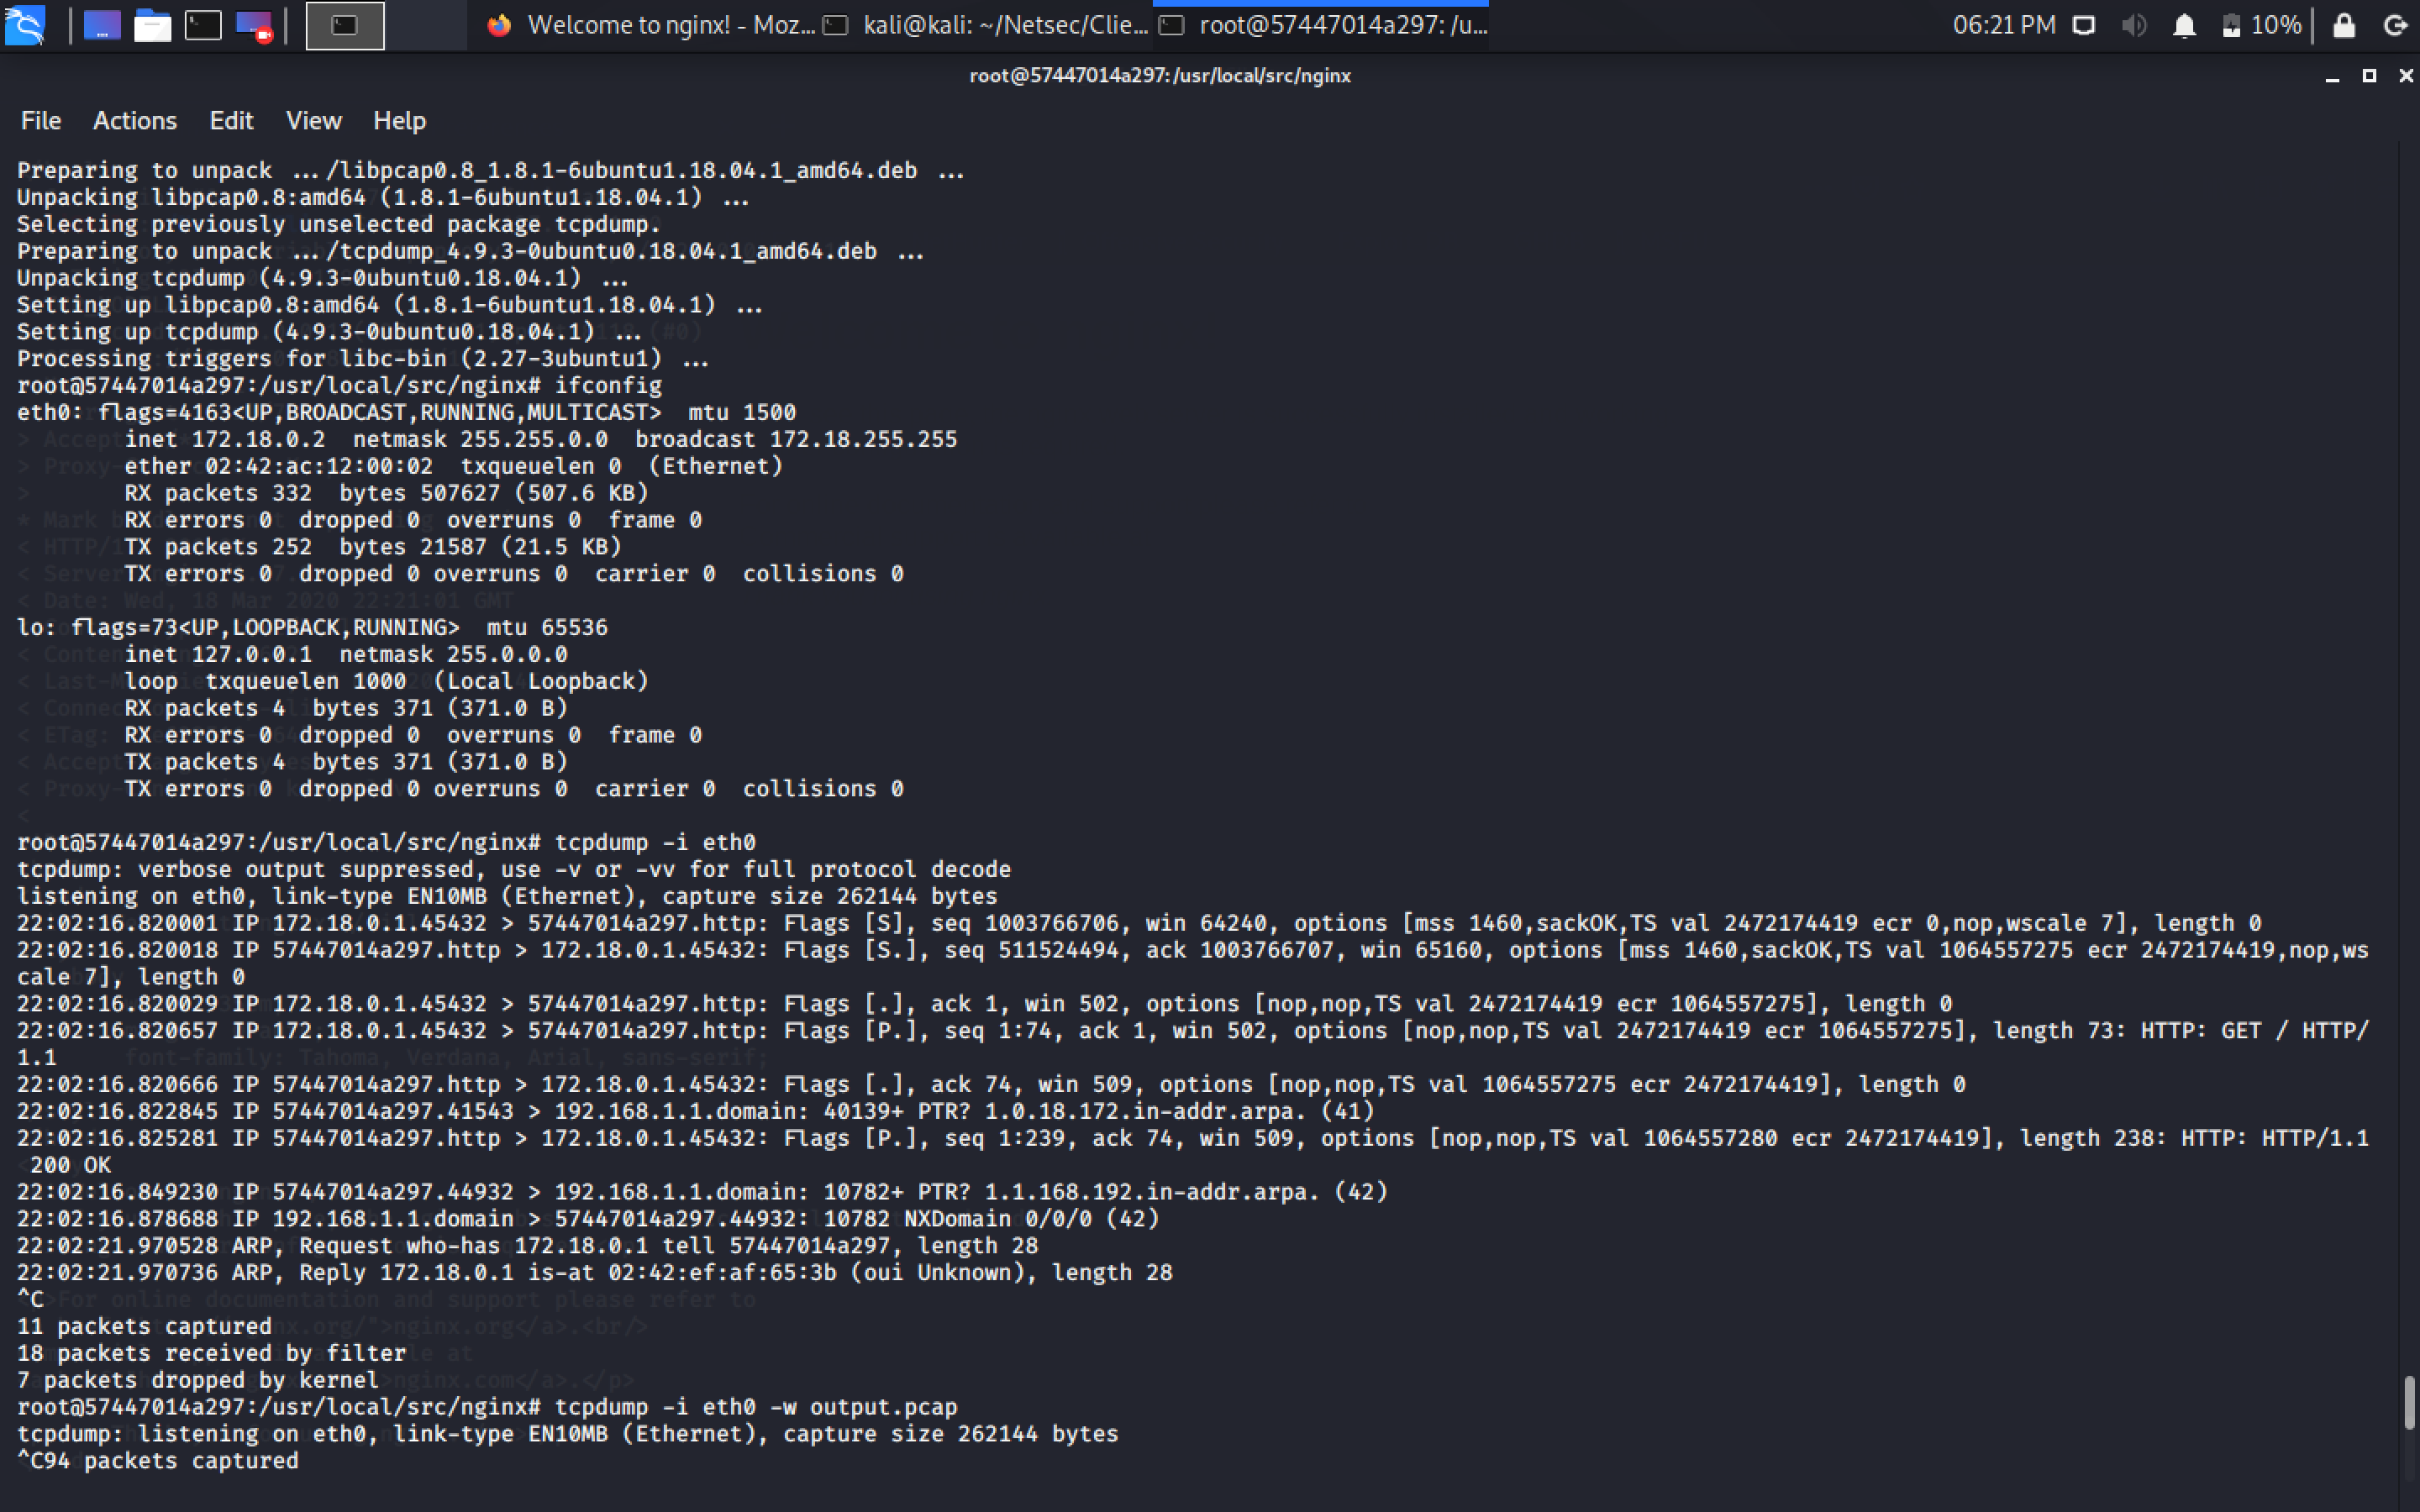 Welcome to nginx! - Moz...
kali@kali: ~/Netsec/Clie...
root@57447014a297: /u...
06:21 PM
10%
root@57447014a297: /usr/local/src/nginx
File Actions Edit View Help
Preparing to unpack .../libpcap0.8_1.8.1-6ubuntu1.18.04.1_amd64.deb ...
Unpacking libpcap0.8:amd64 (1.8.1-6ubuntu1.18.04.1) ...
Selecting previously unselected package tcpdump.
Preparing to unpack .../tcpdump_4.9.3-0ubuntu0.18.04.1_amd64.deb ...
Unpacking tcpdump (4.9.3-0ubuntu0.18.04.1) ...
Setting up libpcap0.8:amd64 (1.8.1-6ubuntu1.18.04.1) ...
Setting up tcpdump (4.9.3-0ubuntu0.18.04.1) ...
Processing triggers for libc-bin (2.27-3ubuntu1) ...
root@57447014a297:/usr/local/src/nginx# ifconfig
eth0: flags=4163<UP,BROADCAST,RUNNING,MULTICAST>  mtu 1500
        inet 172.18.0.2  netmask 255.255.0.0  broadcast 172.18.255.255
        ether 02:42:ac:12:00:02  txqueuelen 0  (Ethernet)
        RX packets 332  bytes 507627 (507.6 KB)
        RX errors 0  dropped 0  overruns 0  frame 0
        TX packets 252  bytes 21587 (21.5 KB)
        TX errors 0  dropped 0 overruns 0  carrier 0  collisions 0
lo: flags=73<UP,LOOPBACK,RUNNING>  mtu 65536
        inet 127.0.0.1  netmask 255.0.0.0
        loop  txqueuelen 1000  (Local Loopback)
        RX packets 4  bytes 371 (371.0 B)
        RX errors 0  dropped 0  overruns 0  frame 0
        TX packets 4  bytes 371 (371.0 B)
        TX errors 0  dropped 0 overruns 0  carrier 0  collisions 0
root@57447014a297:/usr/local/src/nginx# tcpdump -i eth0
tcpdump: verbose output suppressed, use -v or -vv for full protocol decode
listening on eth0, link-type EN10MB (Ethernet), capture size 262144 bytes
22:02:16.820001 IP 172.18.0.1.45432 > 57447014a297.http: Flags [S], seq 1003766706, win 64240, options [mss 1460,sackOK,TS val 2472174419 ecr 0,nop,wscale 7], length 0
22:02:16.820018 IP 57447014a297.http > 172.18.0.1.45432: Flags [S.], seq 511524494, ack 1003766707, win 65160, options [mss 1460,sackOK,TS val 1064557275 ecr 2472174419,nop,ws
cale 7], length 0
22:02:16.820029 IP 172.18.0.1.45432 > 57447014a297.http: Flags [.], ack 1, win 502, options [nop,nop,TS val 2472174419 ecr 1064557275], length 0
22:02:16.820657 IP 172.18.0.1.45432 > 57447014a297.http: Flags [P.], seq 1:74, ack 1, win 502, options [nop,nop,TS val 2472174419 ecr 1064557275], length 73: HTTP: GET / HTTP/
1.1
22:02:16.820666 IP 57447014a297.http > 172.18.0.1.45432: Flags [.], ack 74, win 509, options [nop,nop,TS val 1064557275 ecr 2472174419], length 0
22:02:16.822845 IP 57447014a297.41543 > 192.168.1.1.domain: 40139+ PTR? 1.0.18.172.in-addr.arpa. (41)
22:02:16.825281 IP 57447014a297.http > 172.18.0.1.45432: Flags [P.], seq 1:239, ack 74, win 509, options [nop,nop,TS val 1064557280 ecr 2472174419], length 238: HTTP: HTTP/1.1
 200 OK
22:02:16.849230 IP 57447014a297.44932 > 192.168.1.1.domain: 10782+ PTR? 1.1.168.192.in-addr.arpa. (42)
22:02:16.878688 IP 192.168.1.1.domain > 57447014a297.44932: 10782 NXDomain 0/0/0 (42)
22:02:21.970528 ARP, Request who-has 172.18.0.1 tell 57447014a297, length 28
22:02:21.970736 ARP, Reply 172.18.0.1 is-at 02:42:ef:af:65:3b (oui Unknown), length 28
^C
11 packets captured
18 packets received by filter
7 packets dropped by kernel
root@57447014a297:/usr/local/src/nginx# tcpdump -i eth0 -w output.pcap
tcpdump: listening on eth0, link-type EN10MB (Ethernet), capture size 262144 bytes
^C94 packets captured